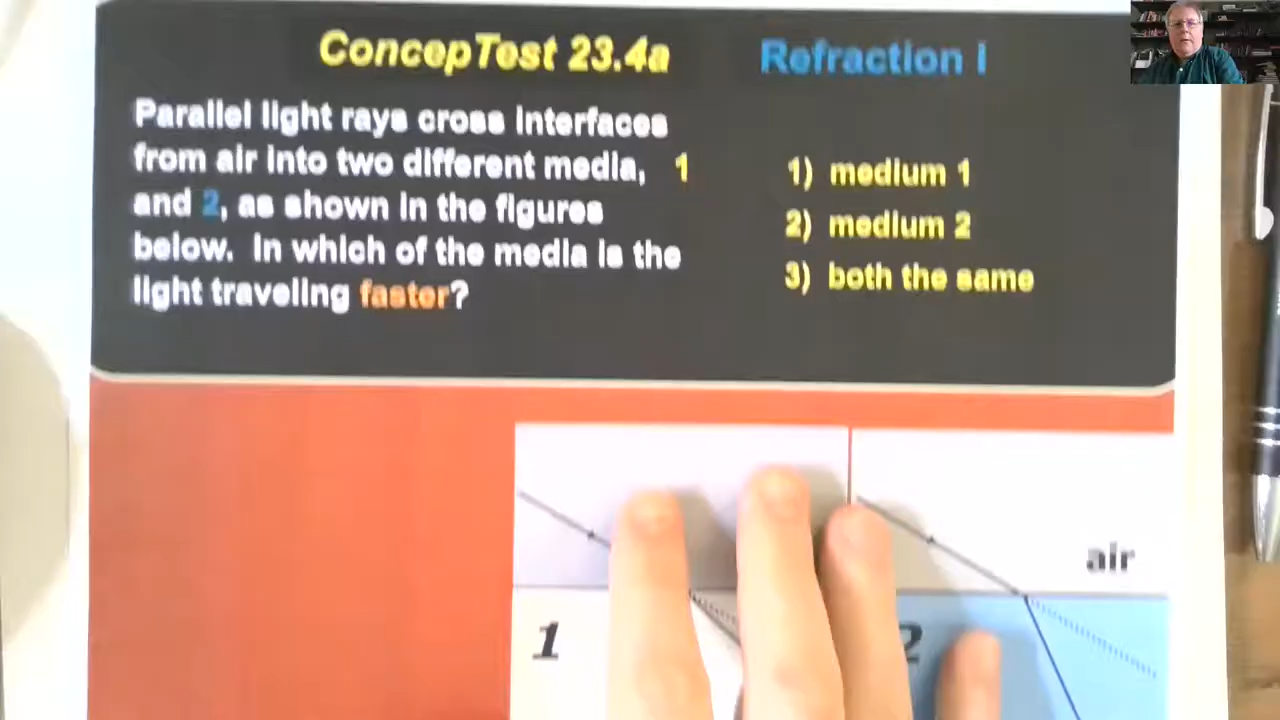 ConcepTest 23.4a
Refraction I
Parallel light rays cross interfaces
from air into two different media, 1
and 2, as shown in the figures
below. In which of the media is the
light traveling faster?
1) medium 1
2) medium 2
3) both the same
air
1
2